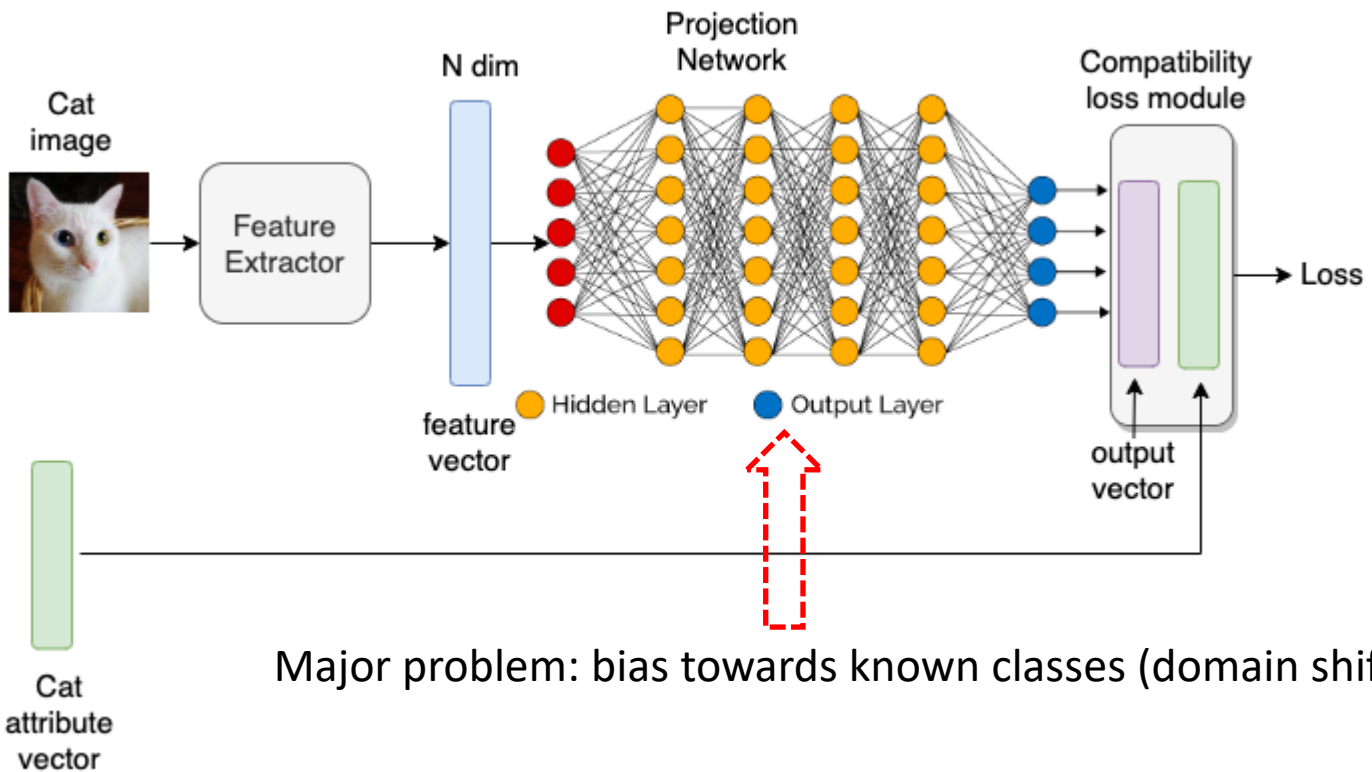 Projection
Network
N dim
Compatibility
loss module
Cat
image
Feature
Extractor
Loss
Hidden Layer
Output Layer
feature
vector
output
vector
Major problem: bias towards known classes (domain shif
Cat
attribute
vector